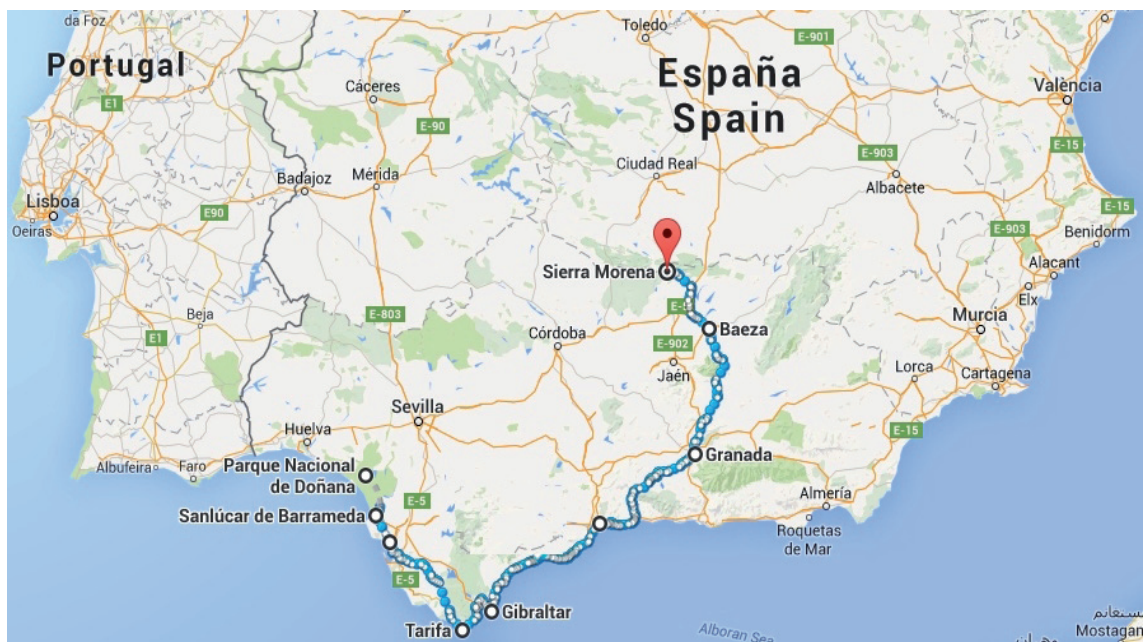 da Foz
Portugal
E1
Cáceres
E-90
Toledo
E-901
España
Spain
València
E-15
Ciudad Real
E-903
Albacete
Badajoz
Mérida
Lisboa
Oeiras
E90
E-15
E-903
Benidorm
Alacant
Elx
Sierra Morena
E-5
Beja
E1
E-803
Córdoba
Baeza
E-902
Jaén
Murcia
Lorca
Cartagena
Sevilla
E-15
Huelva
Granada
Albufeira
Faro
Parque Nacional
de Doñana
E-5
Almería
Roquetas
de Mar
Sanlúcar de Barrameda
E-5
Gibraltar
Tarifa
Alboran Sea
مستغانم
Mostagan
وهران